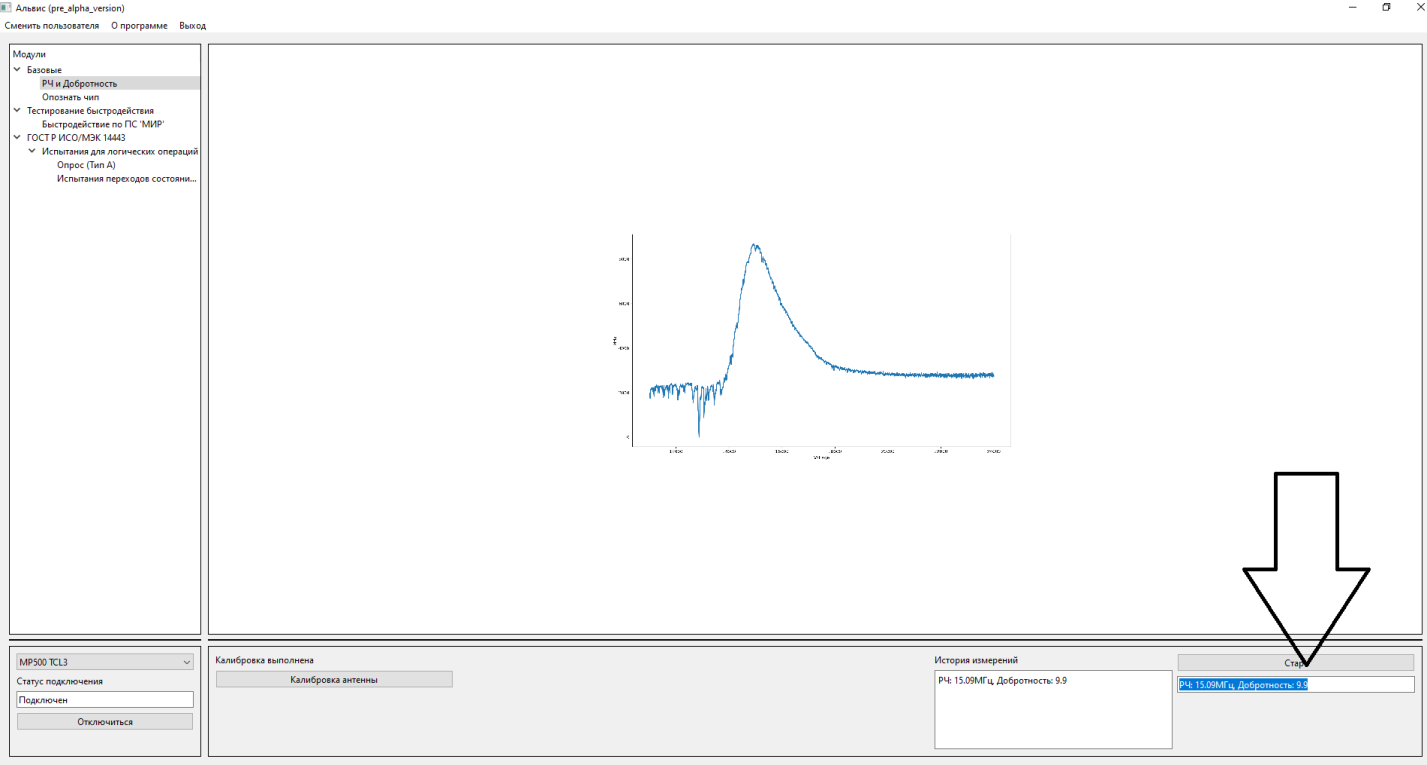 Альвис (pre_alpha_version)
Сменить пользователя О программе Выход
Модули
Базовые
РЧ и Добротность
Опознать чип
Тестирование быстродействия
Быстродействие по ПС 'МИР'
ГОСТ Р ИСО/МЭК 14443
Испытания для логических операций
Опрос (Тип А)
Испытания переходов состояни...
MP500 TCL3
Статус подключения
Подключен
Отключиться
Калибровка выполнена
Калибровка антенны
История измерений
РЧ: 15.09МГц, Добротность: 9.9
РЧ: 15.09МГц, Добротность: 9.9